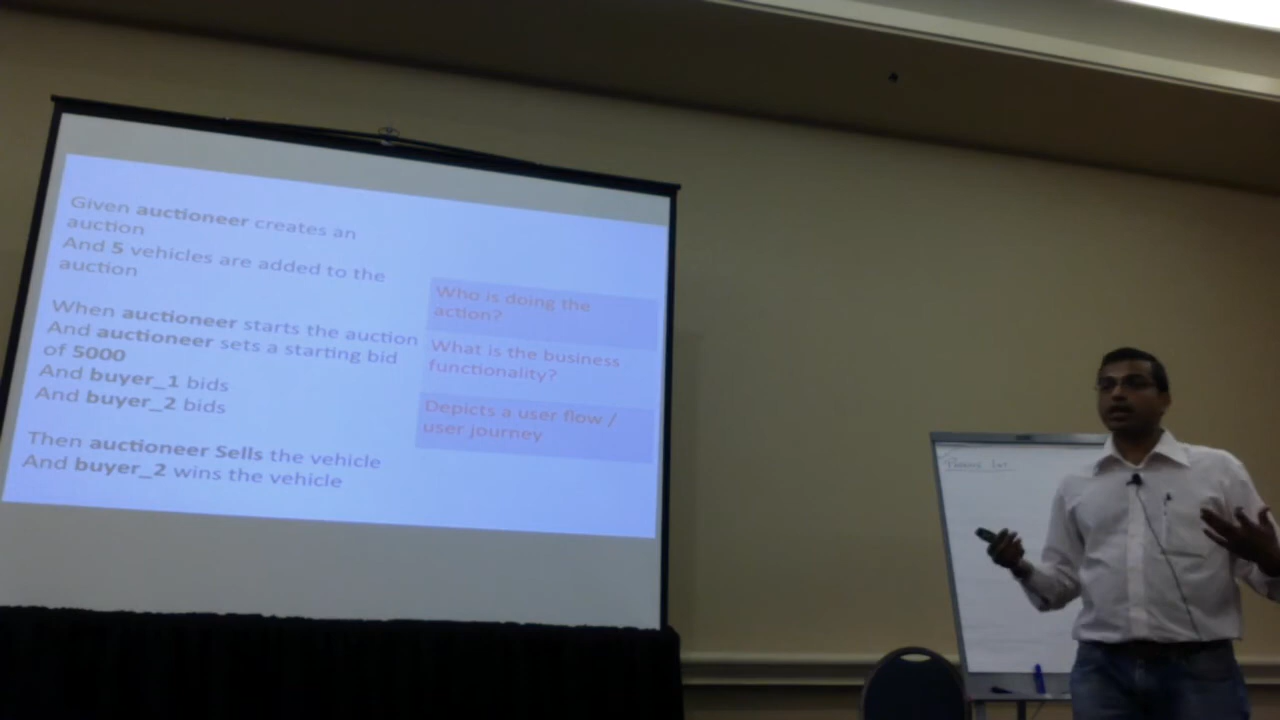 Given auctioneer creates an
auction
And 5 vehicles are added to the
auction
When auctioneer starts the auction
And auctioneer sets a starting bid
of 5000
And buyer_1 bids
And buyer_2 bids
Then auctioneer Sells the vehicle
And buyer_2 wins the vehicle
Who is doing the
action?
What is the business
functionality?
Depicts a user flow /
user journey